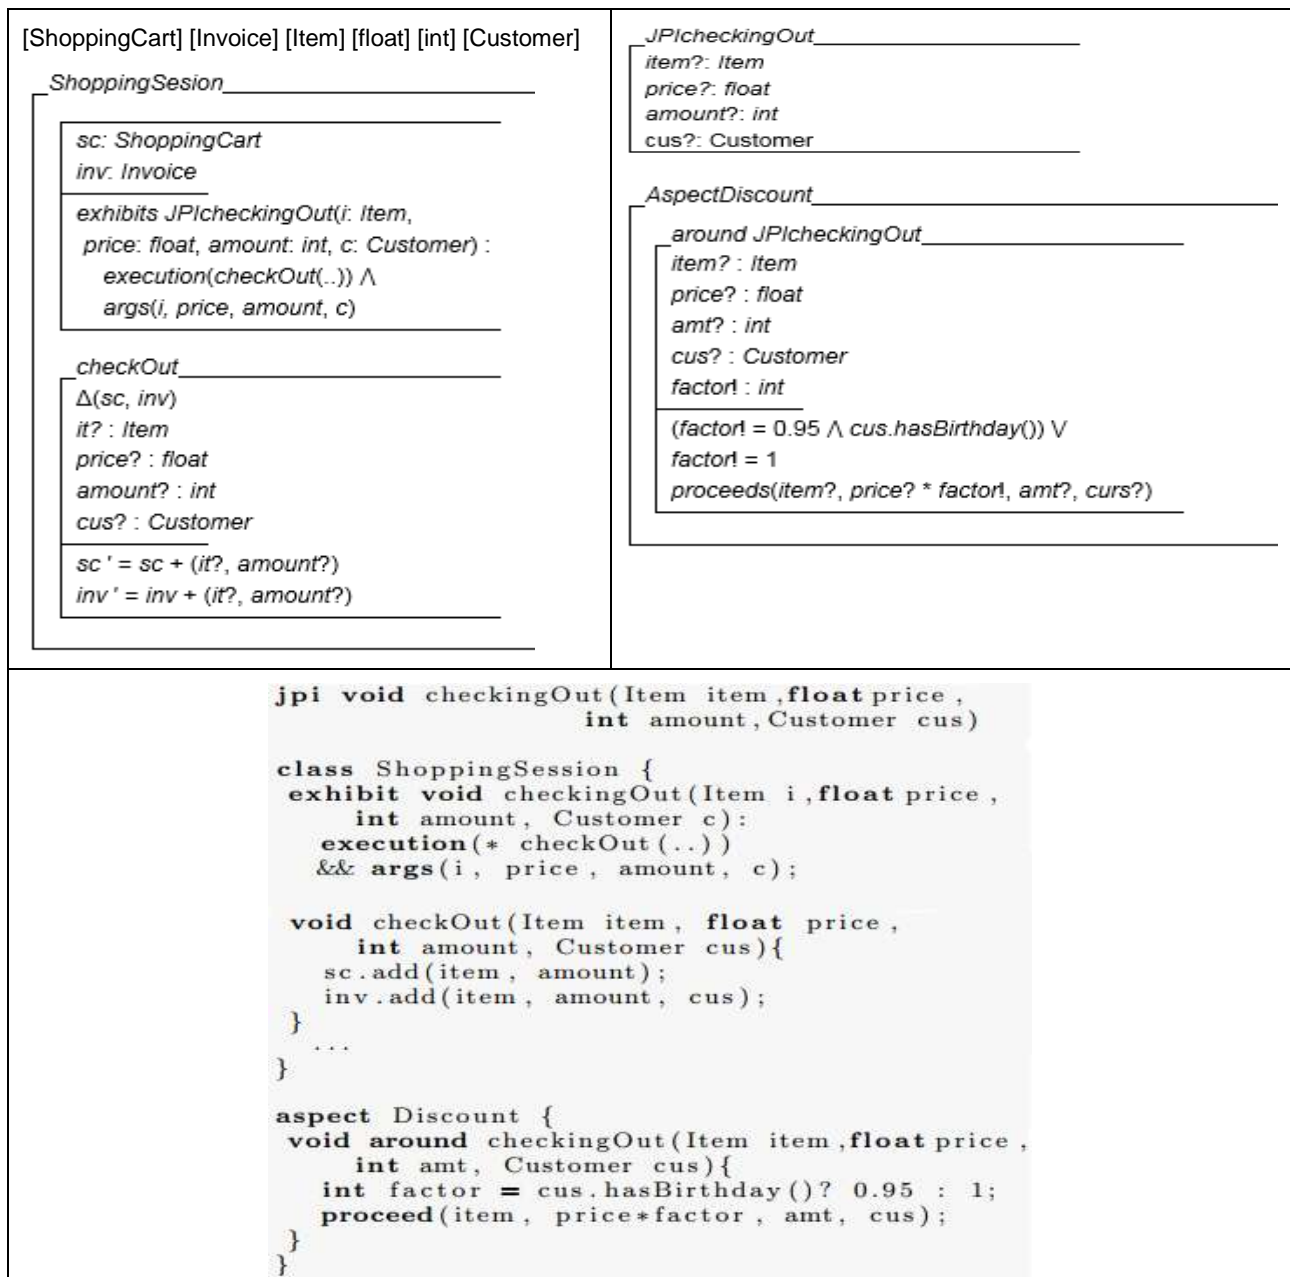 [ShoppingCart] [Invoice] [Item] [float] [int] [Customer]
ShoppingSesion
sc: ShoppingCart
inv: Invoice
exhibits JPIcheckingOut(i: Item,
price: float, amount: int, c: Customer) :
execution(checkOut(..)) ⋀
args(i, price, amount, c)
checkOut
Δ(sc, inv)
it? : Item
price? : float
amount? : int
cus? : Customer
sc ' = sc + (it?, amount?)
inv ' = inv + (it?, amount?)
JPIcheckingOut
item?: Item
price?: float
amount?: int
cus?: Customer
AspectDiscount
around JPIcheckingOut
item? : Item
price? : float
amt? : int
cus? : Customer
factor! : int
(factor! = 0.95 ⋀ cus.hasBirthday()) ⋁
factor! = 1
proceeds(item?, price? * factor!, amt?, curs?)
jpi void checkingOut(Item item,float price,
int amount,Customer cus)
class ShoppingSession {
exhibit void checkingOut(Item i,float price,
int amount, Customer c):
execution(* checkOut(..))
&& args(i, price, amount, c);
void checkOut(Item item, float price,
int amount, Customer cus){
sc.add(item, amount);
inv.add(item, amount, cus);
}
...
}
aspect Discount {
void around checkingOut(Item item,float price,
int amt, Customer cus){
int factor = cus.hasBirthday()? 0.95 : 1;
proceed(item, price*factor, amt, cus);
}
}